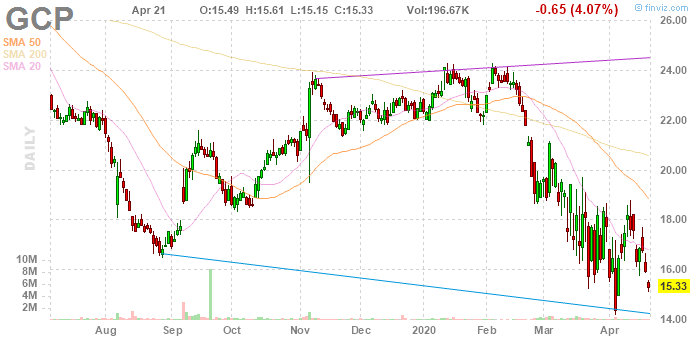 GCP
Apr 21 O:15.49 H:15.61 L:15.15 C:15.33 Vol:196.67K -0.65 (4.07%)
© finviz.com
SMA 50
SMA 200
SMA 20
DAILY
26.00
24.00
22.00
20.00
18.00
16.00
15.33
14.00
10M
8M
6M
4M
2M
Aug Sep Oct Nov Dec 2020 Feb Mar Apr